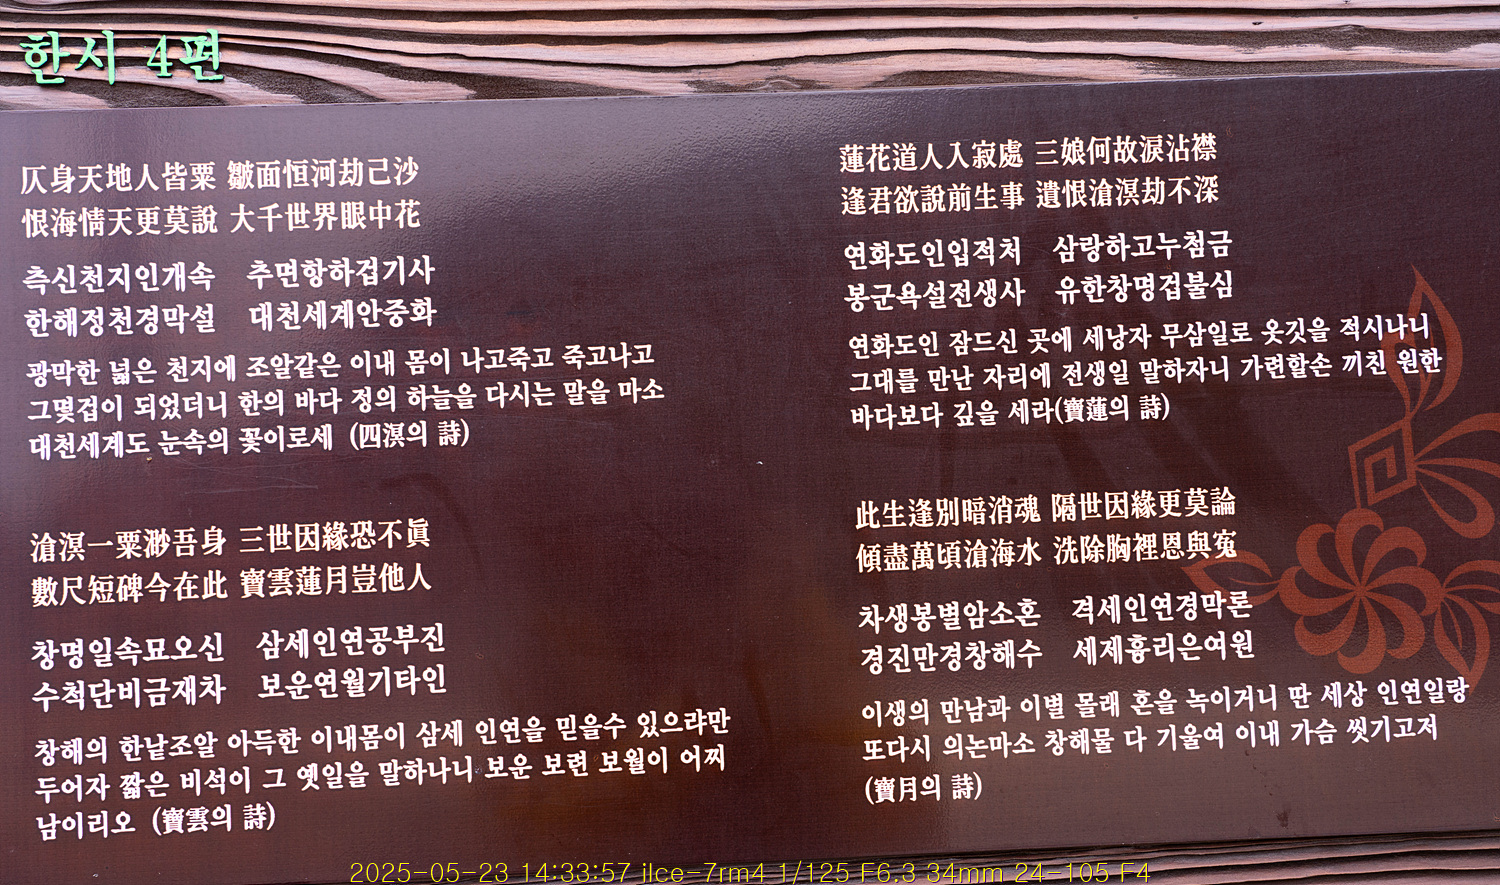 한시 4편
仄身天地人皆粟 皺面恒河劫己沙
恨海情天更莫說 大千世界眼中花
측신천지인개속 추면항하겁기사
한해정천경막설 대천세계안중화
광막한 넓은 천지에 조알같은 이내 몸이 나고죽고 죽고나고
그몇겁이 되었더니 한의 바다 정의 하늘을 다시는 말을 마소
대천세계도 눈속의 꽃이로세 (四溟의 詩)
滄溟一粟渺吾身 三世因緣恐不眞
數尺短碑今在此 寶雲蓮月豈他人
창명일속묘오신 삼세인연공부진
수척단비금재차 보운연월기타인
창해의 한낱조알 아득한 이내몸이 삼세 인연을 믿을수 있으랴만
두어자 짧은 비석이 그 옛일을 말하나니 보운 보련 보월이 어찌
남이리오 (寶雲의 詩)
蓮花道人入寂處 三娘何故淚沾襟
逢君欲說前生事 遺恨滄溟劫不深
연화도인입적처 삼랑하고누첨금
봉군욕설전생사 유한창명겁불심
연화도인 잠드신 곳에 세낭자 무삼일로 옷깃을 적시나니
그대를 만난 자리에 전생일 말하자니 가련할손 끼친 원한
바다보다 깊을 세라(寶蓮의 詩)
此生逢別暗消魂 隔世因緣更莫論
傾盡萬頃滄海水 洗除胸裡恩與寃
차생봉별암소혼 격세인연경막론
경진만경창해수 세제흉리은여원
이생의 만남과 이별 몰래 혼을 녹이거니 딴 세상 인연일랑
또다시 의논마소 창해물 다 기울여 이내 가슴 씻기고저
(寶月의 詩)
2025-05-23 14:33:57 ilce-7rm4 1/125 F6.3 34mm 24-105 F4